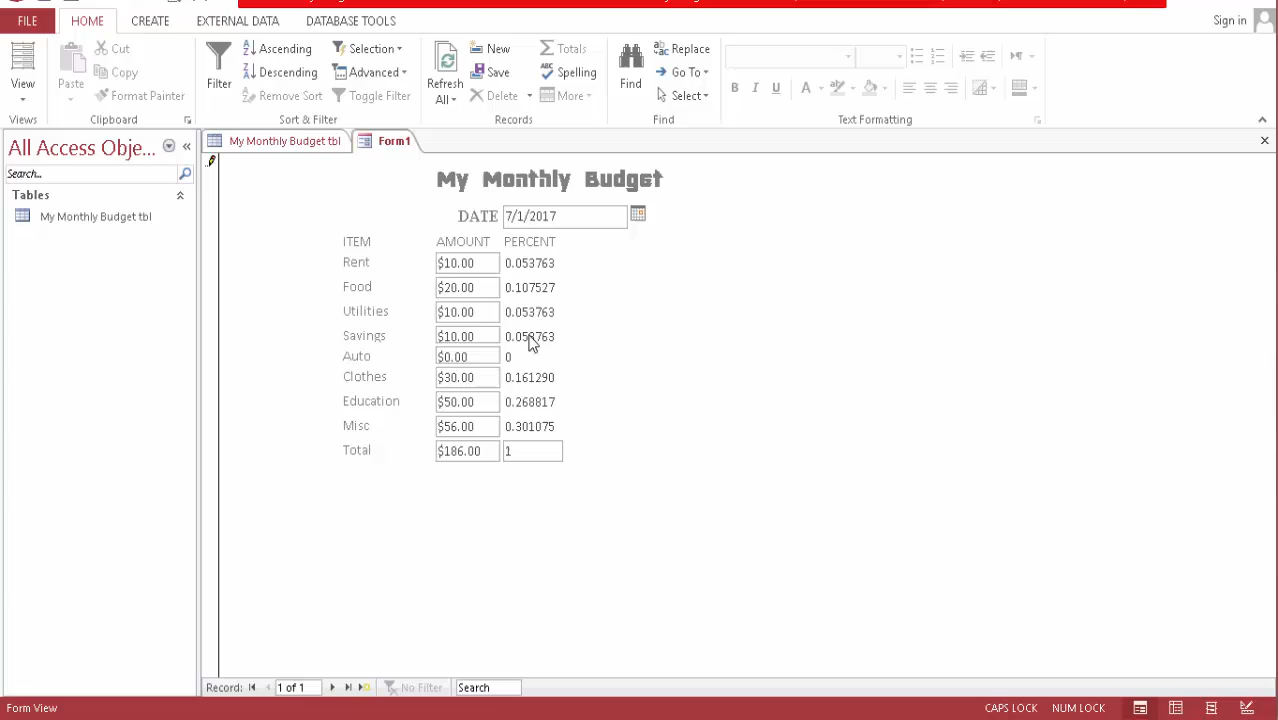 FILE HOME CREATE EXTERNAL DATA DATABASE TOOLS Sign in
View
Views
Paste
Cut
Copy
Format Painter
Clipboard
Filter
Ascending
Descending
Remove Sort
Selection
Advanced
Toggle Filter
Sort & Filter
Refresh
All
New
Save
Delete
Totals
Spelling
More
Records
Find
Replace
Go To
Select
Find
B I U A
Text Formatting
All Access Obje...
Search...
Tables
My Monthly Budget tbl
My Monthly Budget tbl Form1
My Monthly Budget
DATE 7/1/2017
ITEM AMOUNT PERCENT
Rent $10.00 0.053763
Food $20.00 0.107527
Utilities $10.00 0.053763
Savings $10.00 0.053763
Auto $0.00 0
Clothes $30.00 0.161290
Education $50.00 0.268817
Misc $56.00 0.301075
Total $186.00 1
Record: 1 of 1 No Filter Search
Form View CAPS LOCK NUM LOCK